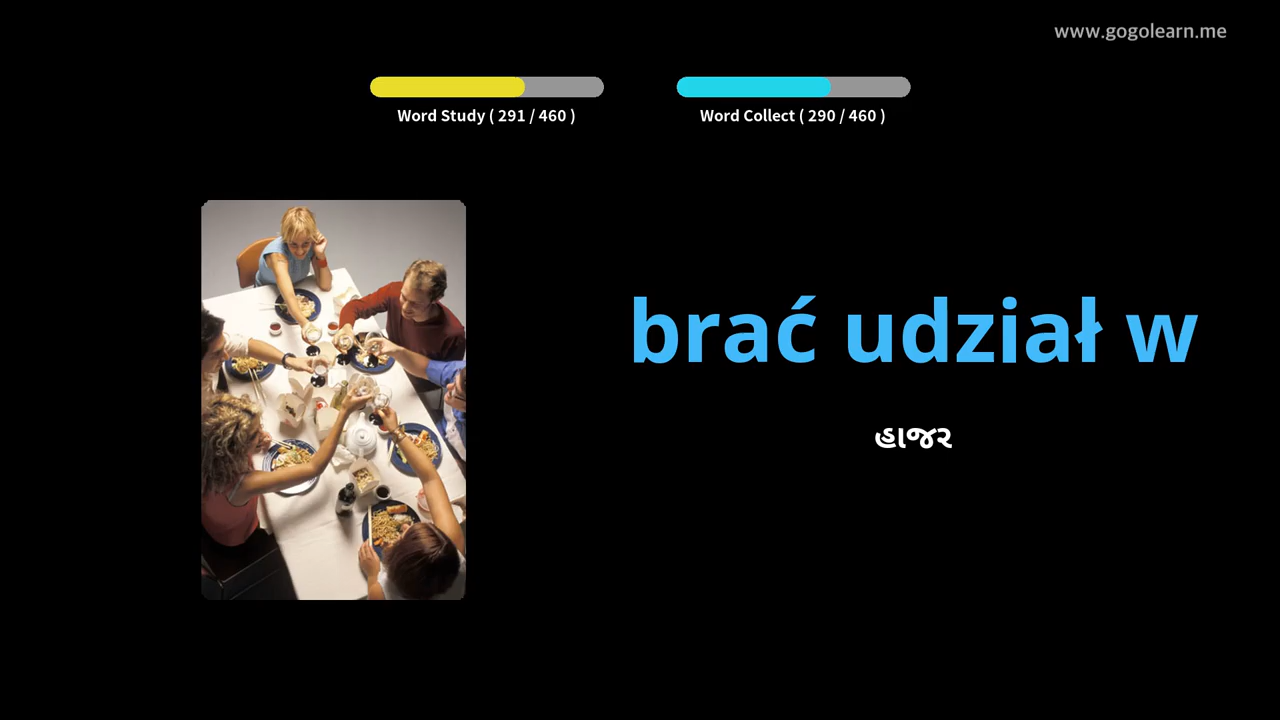 www.gogolearn.me
Word Study ( 291 / 460 )
Word Collect ( 290 / 460 )
brać udział w
હાજર